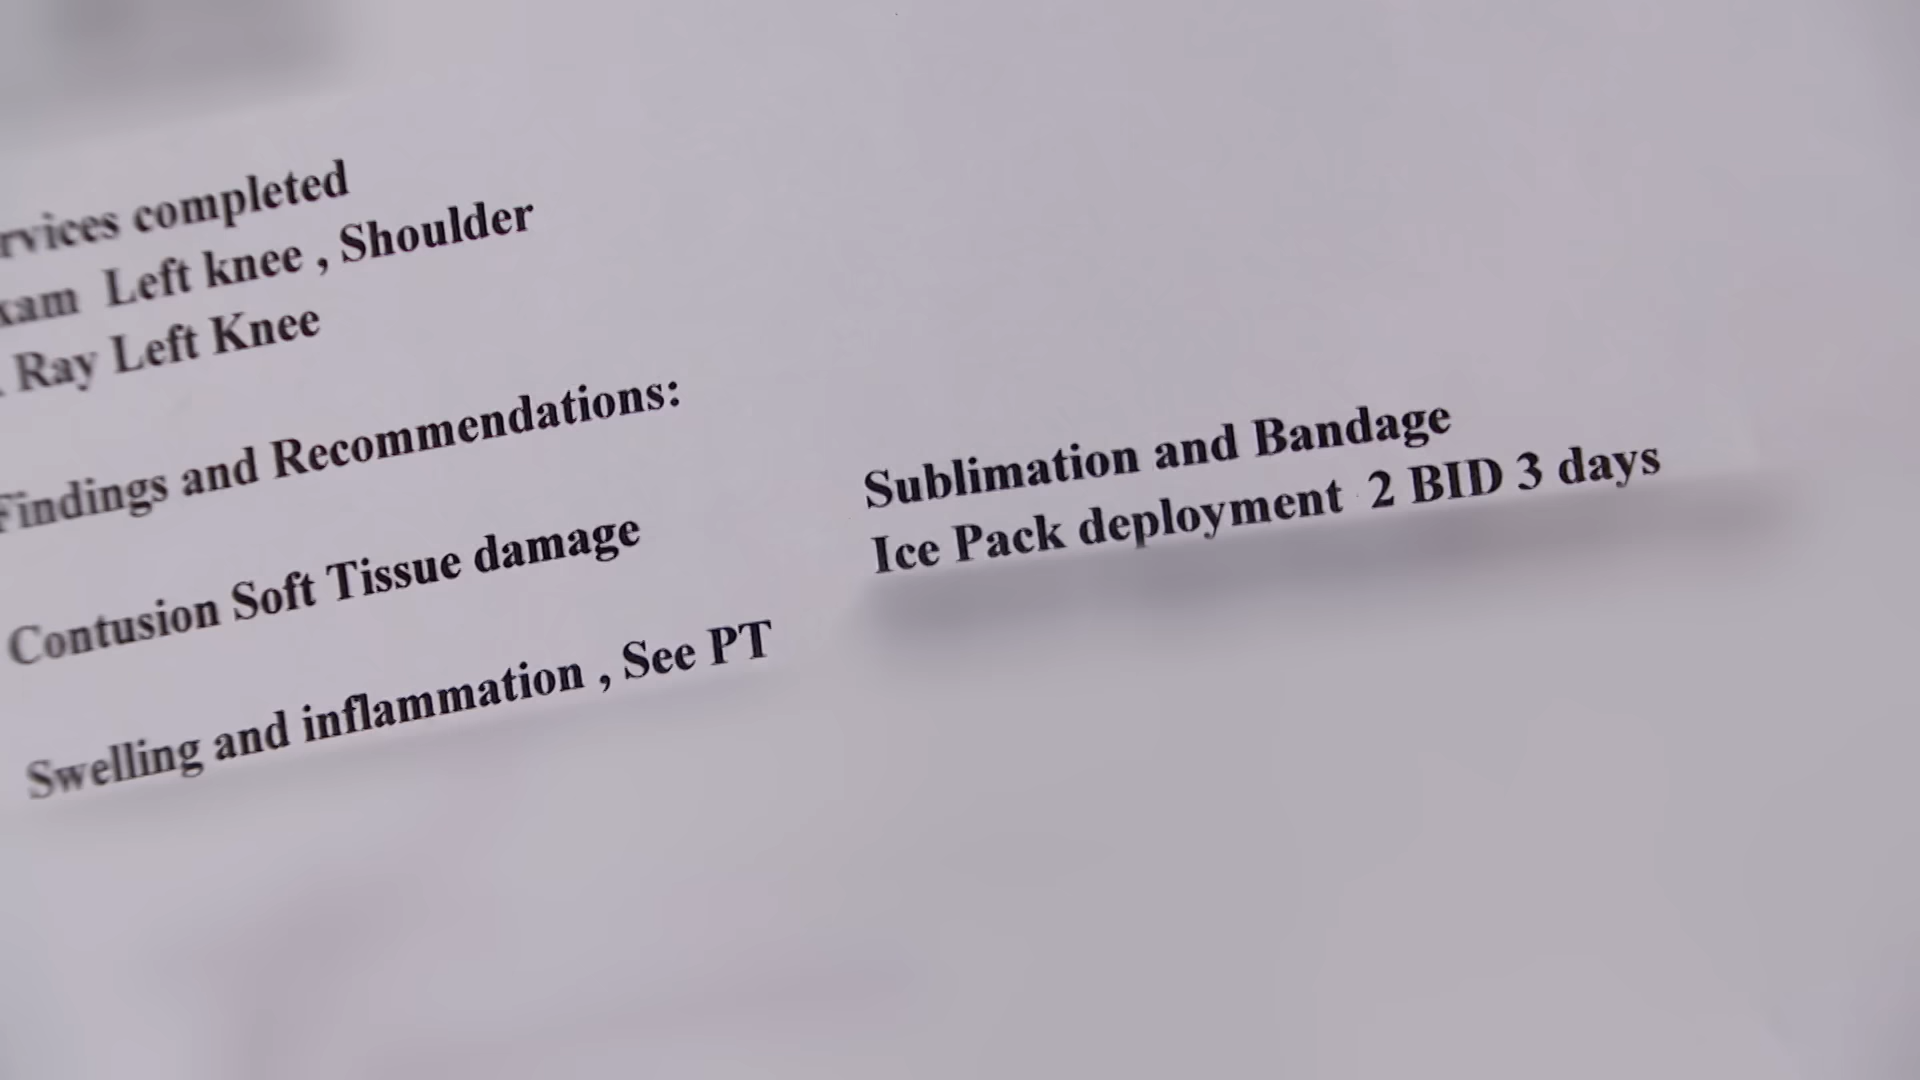 rvices completed
xam Left knee , Shoulder
Ray Left Knee
Findings and Recommendations:
Contusion Soft Tissue damage
Swelling and inflammation , See PT
Sublimation and Bandage
Ice Pack deployment 2 BID 3 days